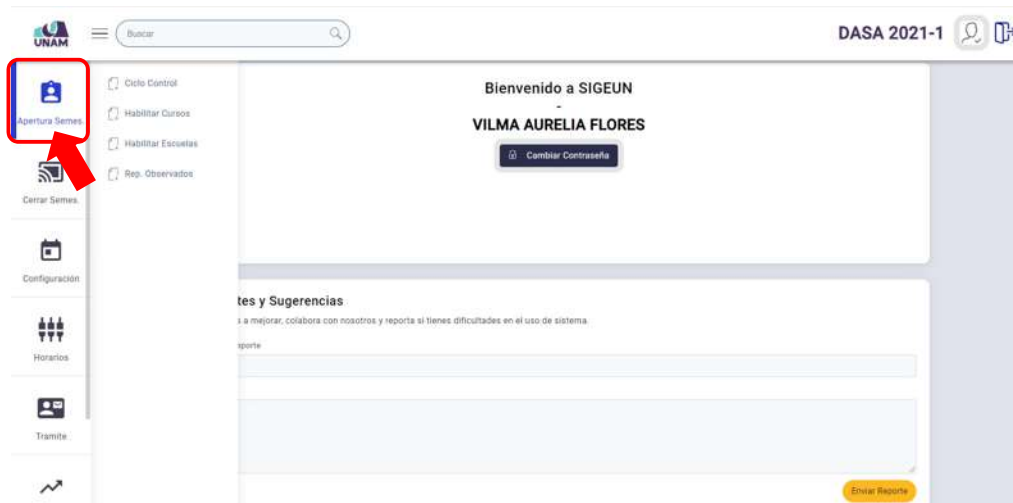 UNAM
Buscar
DASA 2021-1
Apertura Semes.
Cerrar Semes.
Configuración
Horarios
Tramite
Ciclo Control
Habilitar Cursos
Habilitar Escuelas
Rep. Observados
Bienvenido a SIGEUN
-
VILMA AURELIA FLORES
Cambiar Contraseña
tes y Sugerencias
s a mejorar, colabora con nosotros y reporta si tienes dificultades en el uso de sistema.
eporte
Enviar Reporte